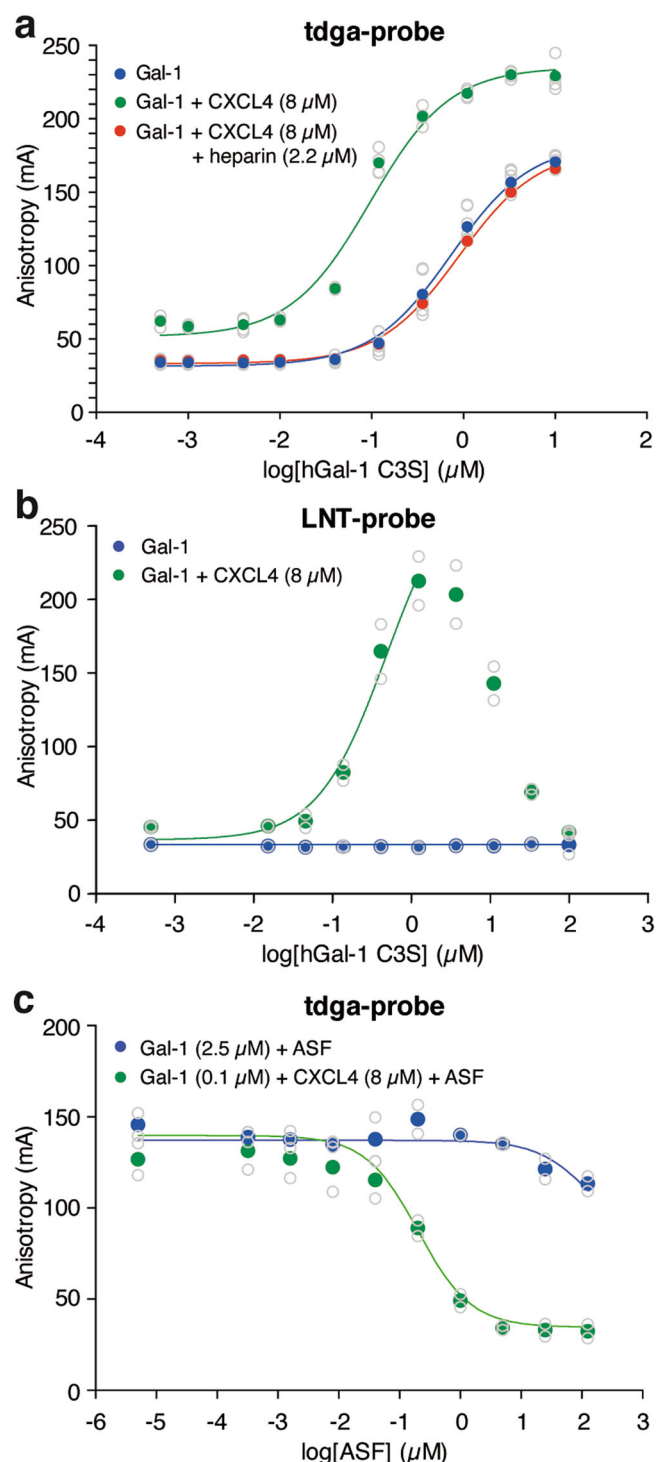 a
tdga-probe
Gal-1
Gal-1 + CXCL4 (8 µM)
Gal-1 + CXCL4 (8 µM)
+ heparin (2.2 µM)
Anisotropy (mA)
250
200
150
100
50
0
-4 -3 -2 -1 0 1 2
log[hGal-1 C3S] (µM)
b
LNT-probe
Gal-1
Gal-1 + CXCL4 (8 µM)
Anisotropy (mA)
250
200
150
100
50
0
-4 -3 -2 -1 0 1 2 3
log[hGal-1 C3S] (µM)
c
tdga-probe
Gal-1 (2.5 µM) + ASF
Gal-1 (0.1 µM) + CXCL4 (8 µM) + ASF
Anisotropy (mA)
200
150
100
50
0
-6 -5 -4 -3 -2 -1 0 1 2 3
log[ASF] (µM)